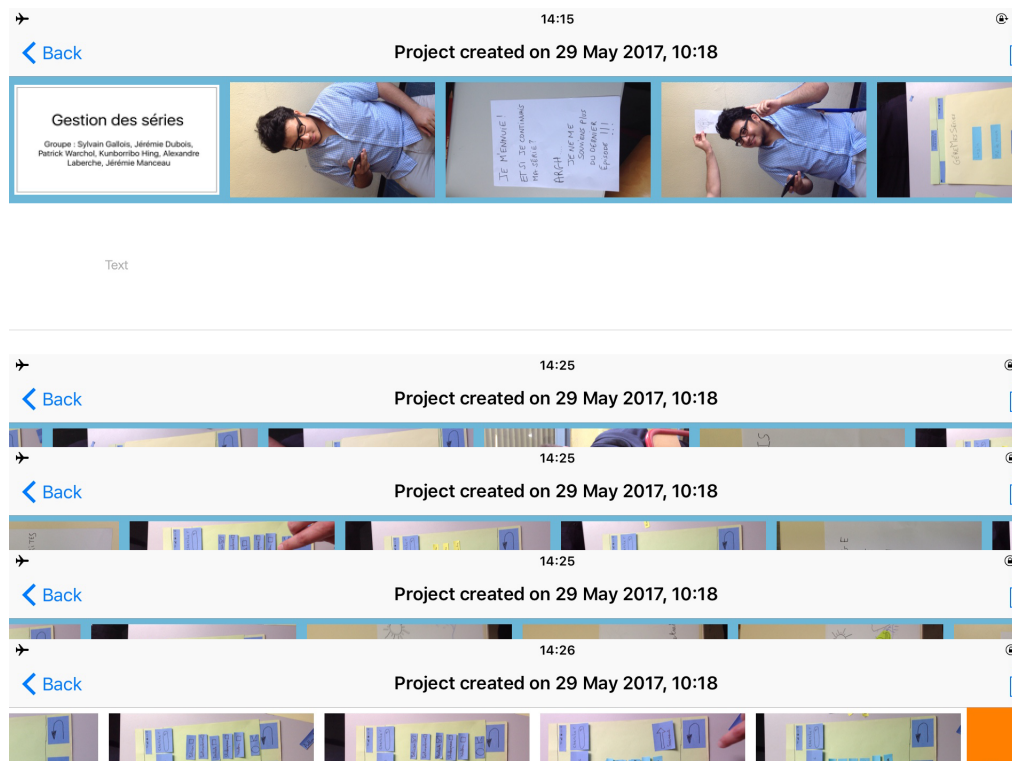 14:15
Back
Project created on 29 May 2017, 10:18
Gestion des séries
Groupe : Sylvain Gallois, Jérémie Dubois,
Patrick Warchol, Kunborribo Hing, Alexandre
Laberche, Jérémie Manceau
JE M'ENNUIE !
ET SI JE CONTINUAIS
MA SÉRIE ?
ARGH
JE NE ME
SOUVIENS PLUS
DU DERNIER
ÉPISODE !!!
Text
14:25
Back
Project created on 29 May 2017, 10:18
14:25
Back
Project created on 29 May 2017, 10:18
14:25
Back
Project created on 29 May 2017, 10:18
14:26
Back
Project created on 29 May 2017, 10:18